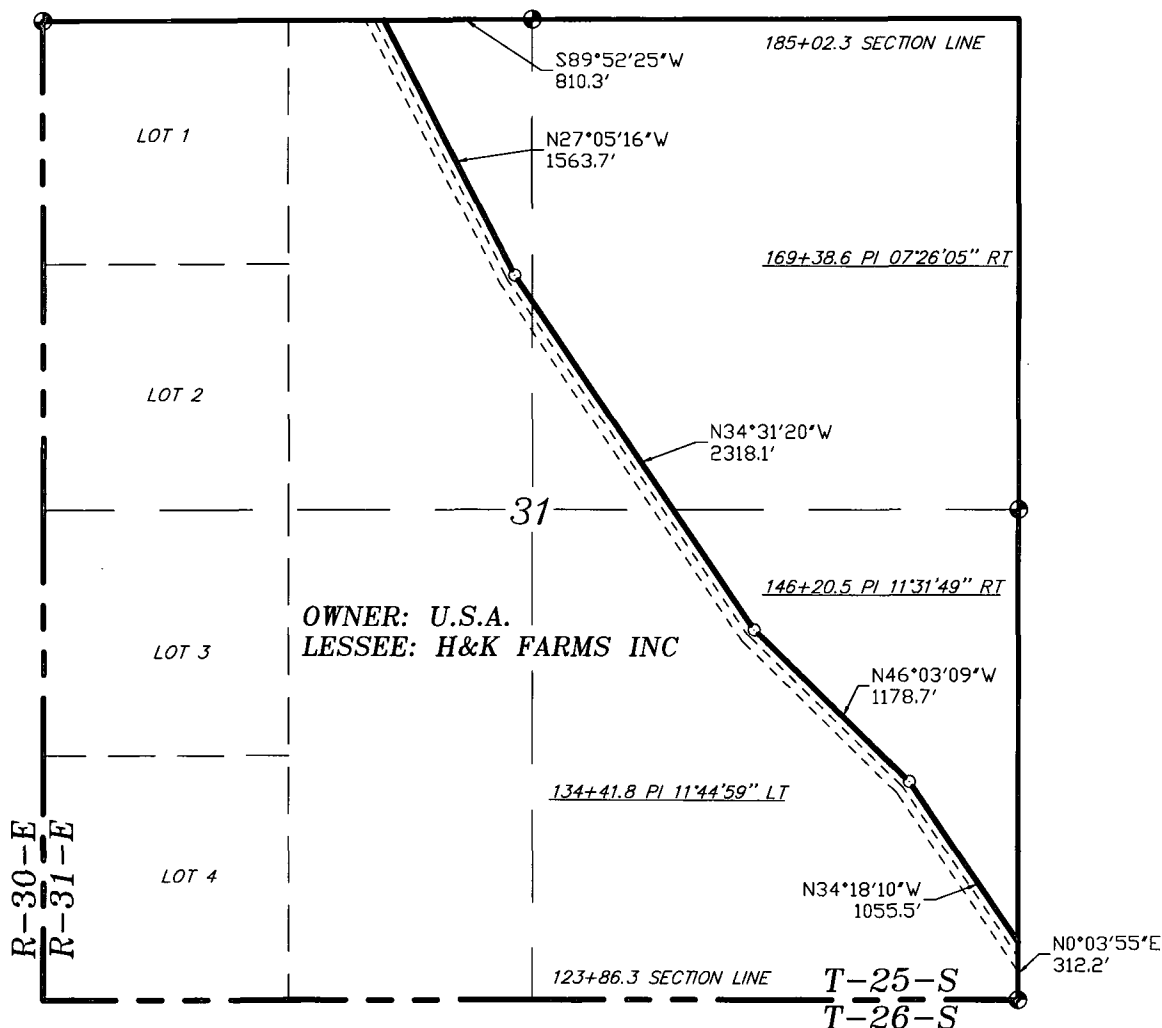 185+02.3 SECTION LINE
S89°52'25"W
810.3'
LOT 1
N27°05'16"W
1563.7'
169+38.6 PI 07°26'05" RT
LOT 2
N34°31'20"W
2318.1'
31
146+20.5 PI 11°31'49" RT
OWNER: U.S.A.
LESSEE: H&K FARMS INC
LOT 3
N46°03'09"W
1178.7'
134+41.8 PI 11°44'59" LT
R-30-E
R-31-E
LOT 4
N34°18'10"W
1055.5'
N0°03'55"E
312.2'
123+86.3 SECTION LINE
T-25-S
T-26-S